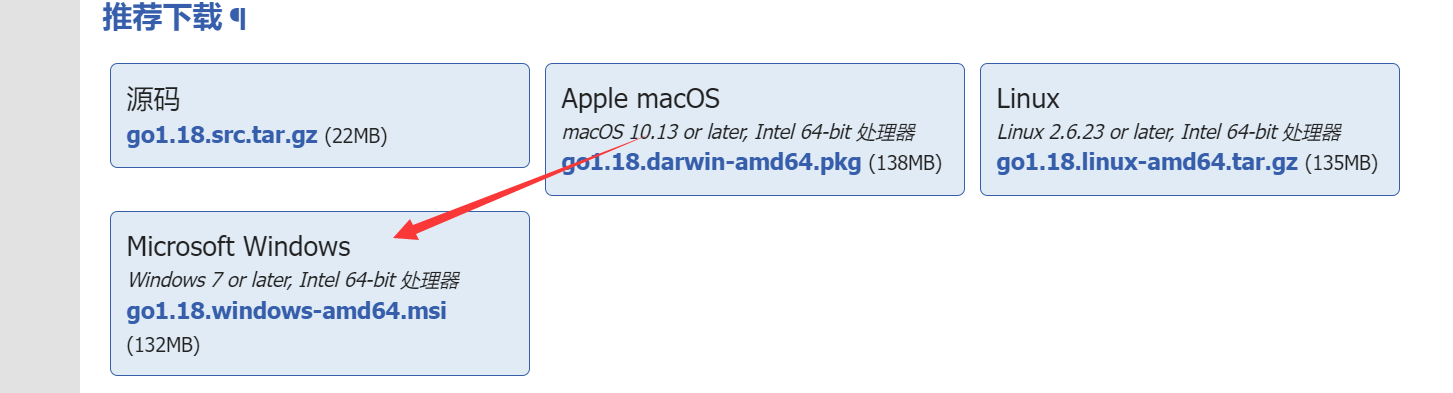 推荐下载 ¶
源码
go1.18.src.tar.gz (22MB)
Apple macOS
macOS 10.13 or later, Intel 64-bit 处理器
go1.18.darwin-amd64.pkg (138MB)
Linux
Linux 2.6.23 or later, Intel 64-bit 处理器
go1.18.linux-amd64.tar.gz (135MB)
Microsoft Windows
Windows 7 or later, Intel 64-bit 处理器
go1.18.windows-amd64.msi
(132MB)